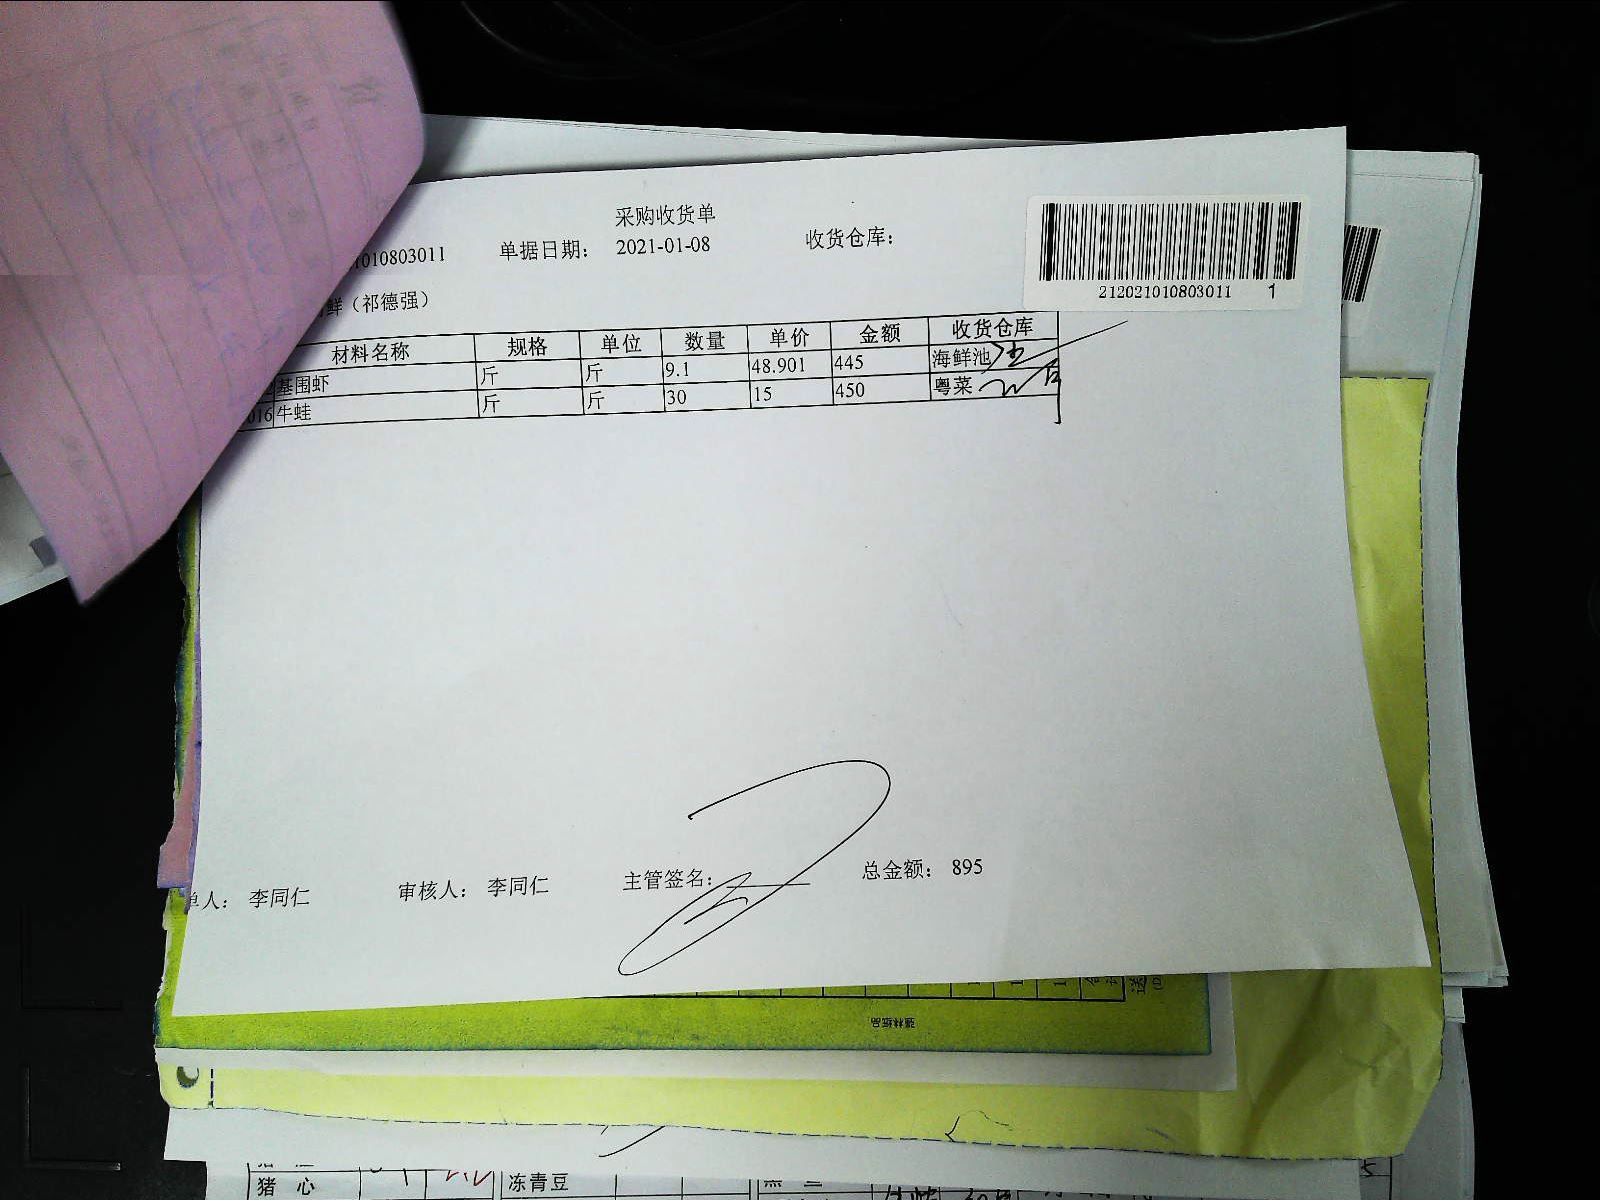 采购收货单
1010803011 单据日期： 2021-01-08 收货仓库：
212021010803011 1
鲜（祁德强）
材料名称 规格 单位 数量 单价 金额 收货仓库
基围虾 斤 斤 9.1 48.901 445 海鲜池
016 牛蛙 斤 斤 30 15 450 粤菜
单人： 李同仁 审核人： 李同仁 主管签名： 总金额： 895
猪 心 冻青豆